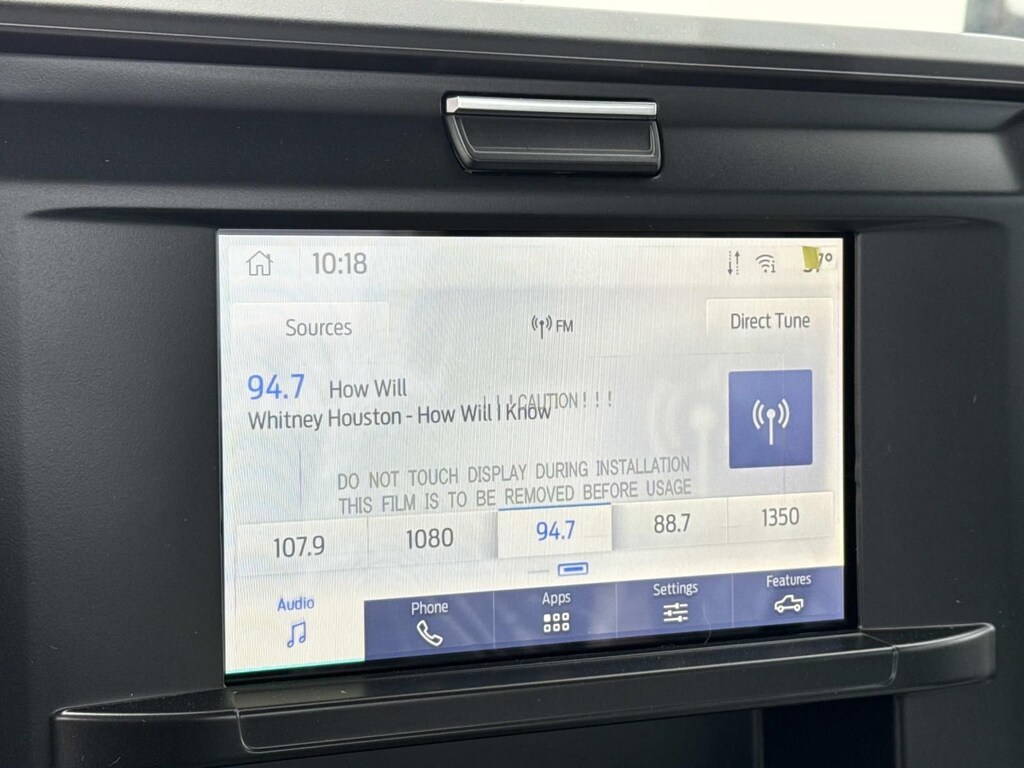 10:18
Sources
FM
Direct Tune
94.7 How Will
Whitney Houston - How Will I Know
! ! ! CAUTION ! ! !
DO NOT TOUCH DISPLAY DURING INSTALLATION
THIS FILM IS TO BE REMOVED BEFORE USAGE
107.9 1080 94.7 88.7 1350
Audio Phone Apps Settings Features